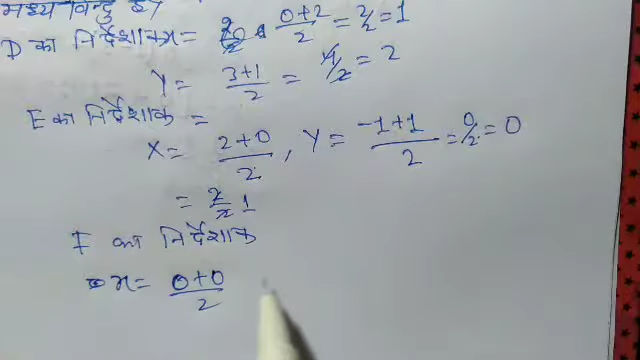 मध्य बिन्दु है।
D का निर्देशांक x = 0+2/2 = 2/2 = 1
Y = 3+1/2 = 4/2 = 2
E का निर्देशांक =
X = 2+0/2, Y = -1+1/2 = 0/2 = 0
= 2/2 1
F का निर्देशांक
x = 0+0/2